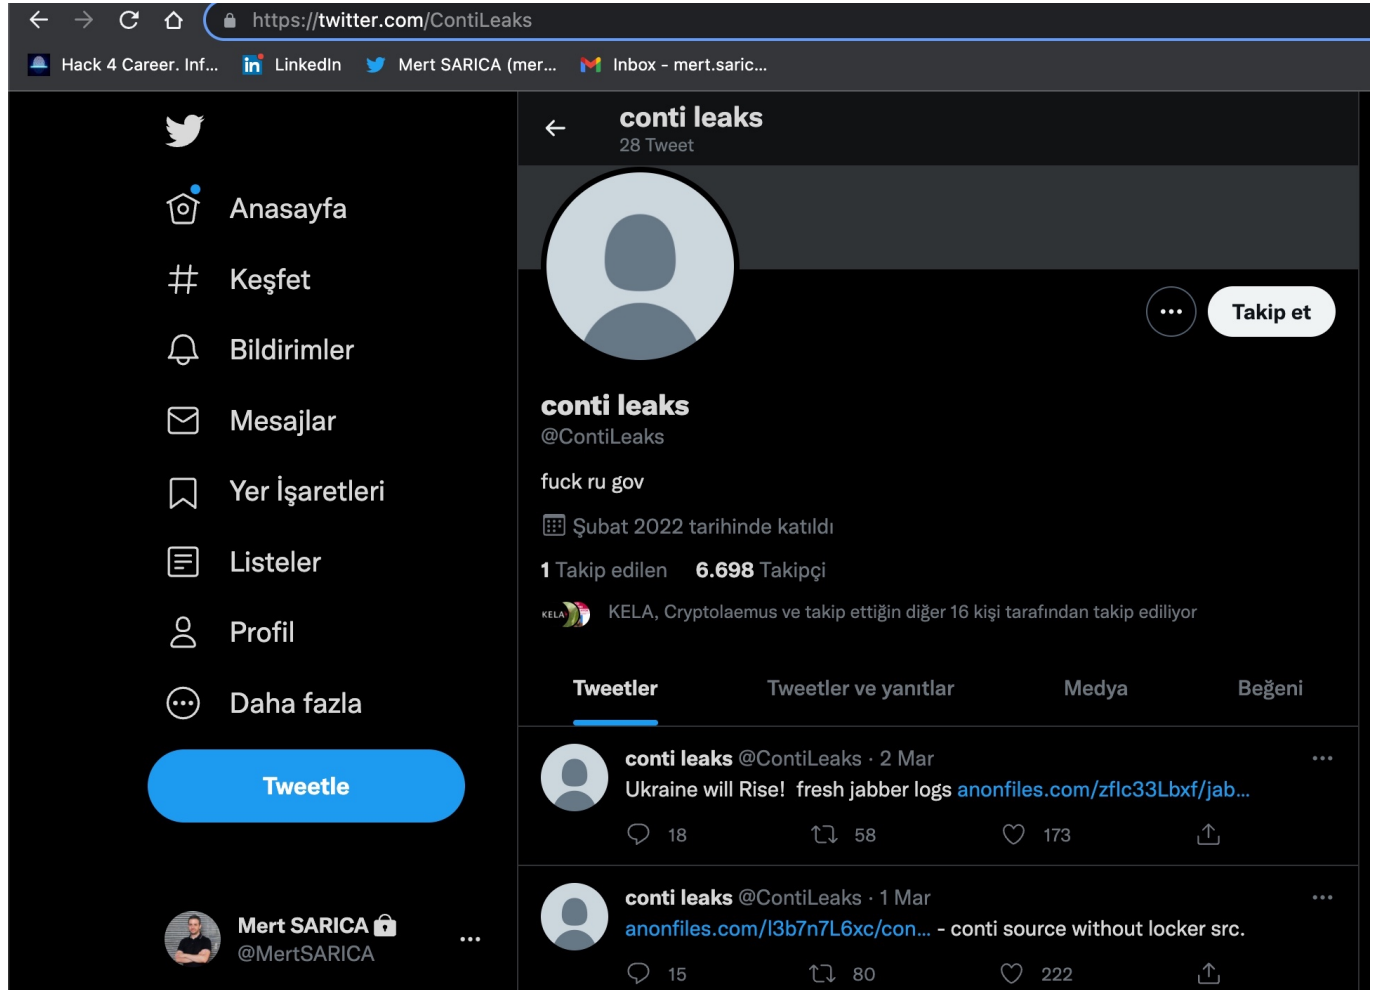 https://twitter.com/ContiLeaks
Hack 4 Career. Inf...
LinkedIn
Mert SARICA (mer...
Inbox - mert.saric...
conti leaks
28 Tweet
Anasayfa
Keşfet
Bildirimler
Mesajlar
Yer İşaretleri
Listeler
Profil
Daha fazla
Tweetle
Mert SARICA
@MertSARICA
Takip et
conti leaks
@ContiLeaks
fuck ru gov
Şubat 2022 tarihinde katıldı
1 Takip edilen 6.698 Takipçi
KELA
KELA, Cryptolaemus ve takip ettiğin diğer 16 kişi tarafından takip ediliyor
Tweetler Tweetler ve yanıtlar Medya Beğeni
conti leaks @ContiLeaks · 2 Mar
Ukraine will Rise! fresh jabber logs anonfiles.com/zflc33Lbxf/jab...
18 58 173
conti leaks @ContiLeaks · 1 Mar
anonfiles.com/l3b7n7L6xc/con... - conti source without locker src.
15 80 222